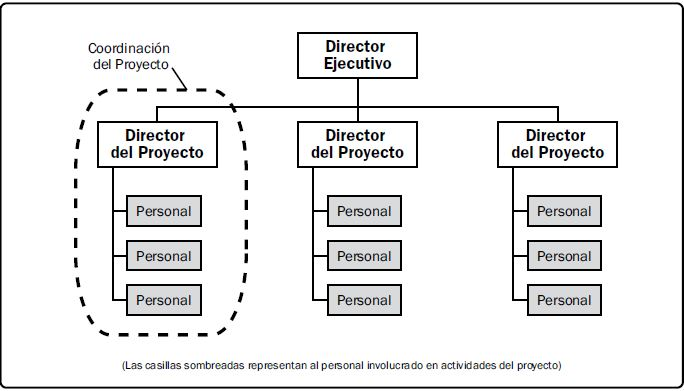 Coordinación
del Proyecto
Director
Ejecutivo
Director
del Proyecto
Director
del Proyecto
Director
del Proyecto
Personal
Personal
Personal
Personal
Personal
Personal
Personal
Personal
Personal
(Las casillas sombreadas representan al personal involucrado en actividades del proyecto)